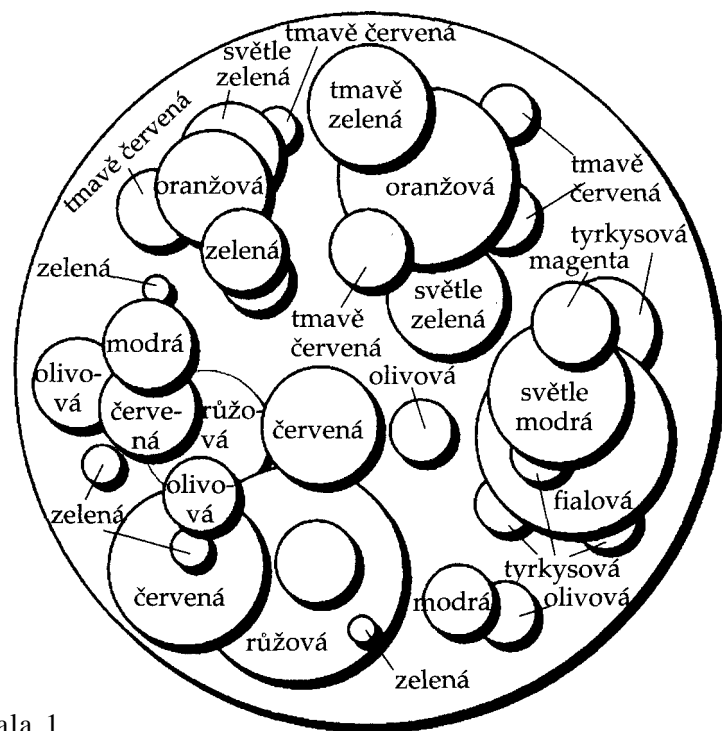 tmavě červená
světle
zelená
tmavě
zelená
tmavě červená
oranžová
oranžová
tmavě
červená
zelená
tyrkysová
magenta
zelená
světle
zelená
tmavě
červená
modrá
olivo-
vá
olivová
světle
modrá
červe-
ná
růžo-
vá
červená
olivo-
vá
zelená
fialová
tyrkysová
olivová
modrá
červená
růžová
zelená
ala 1